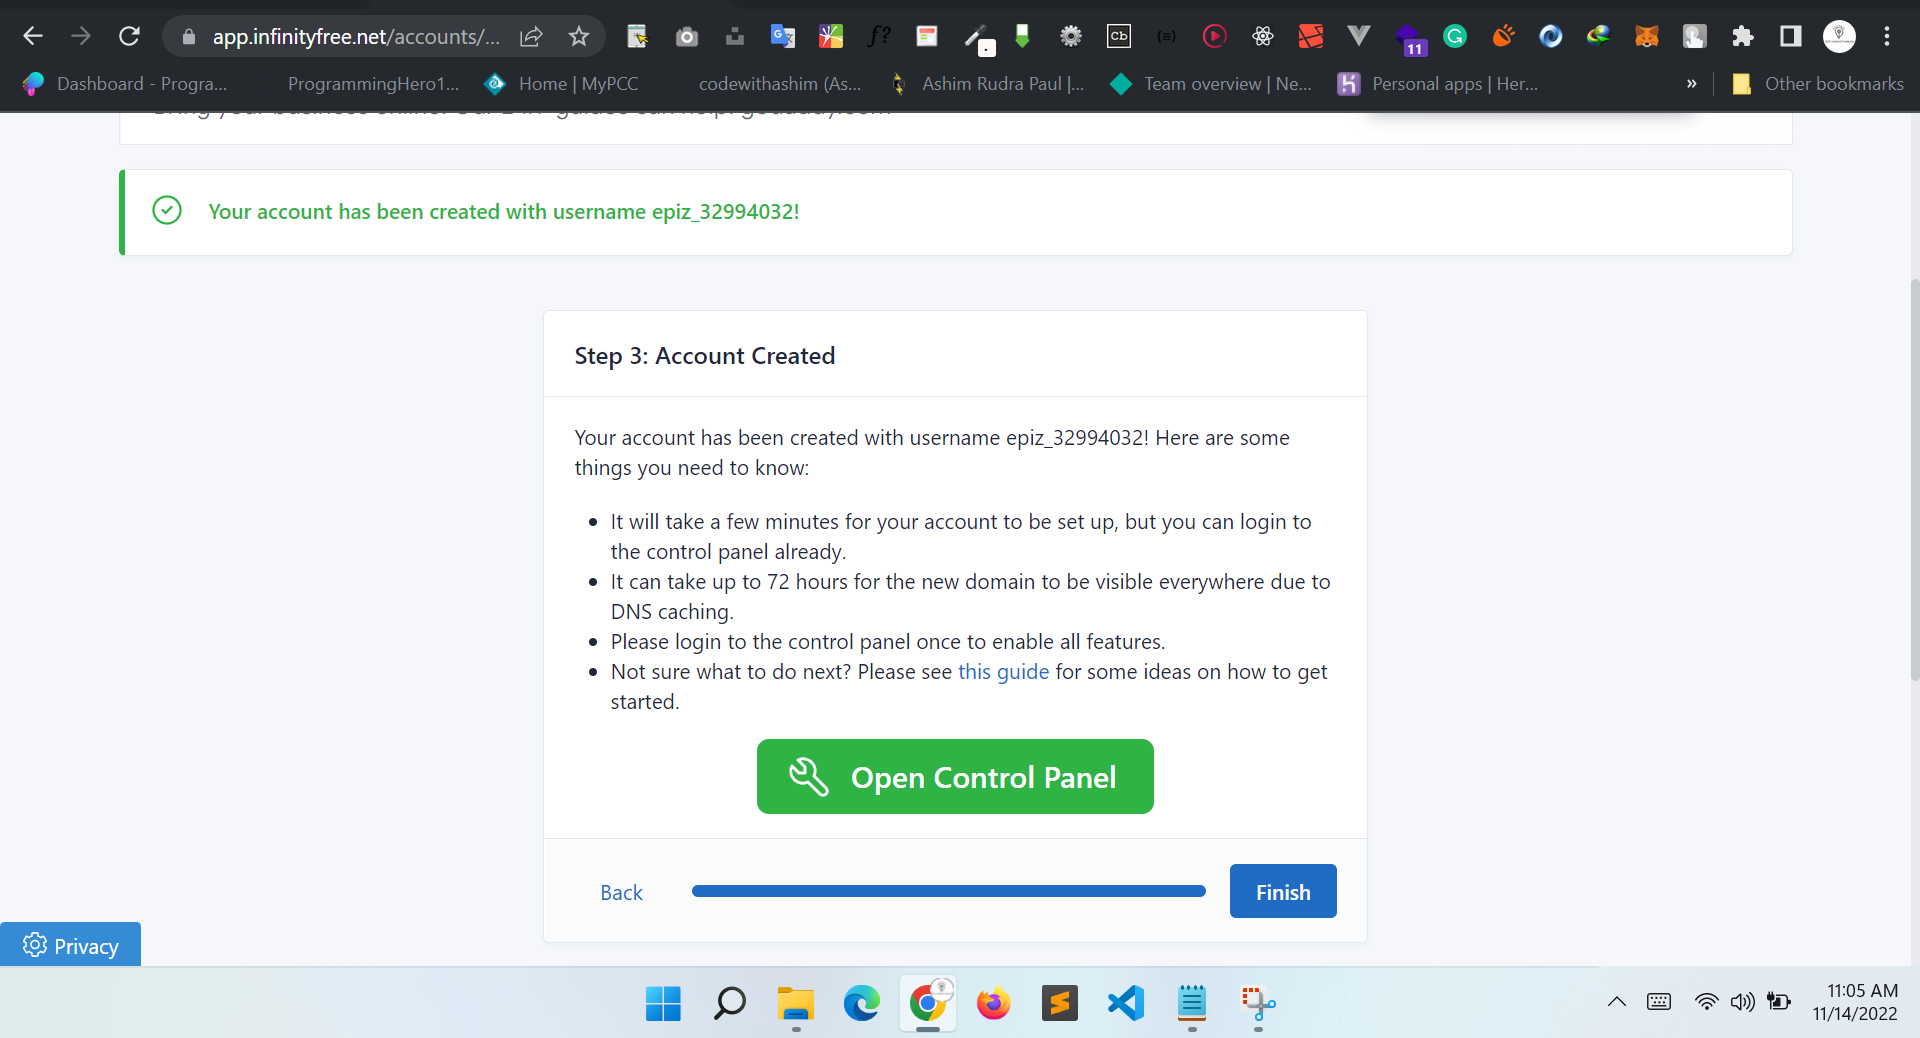 app.infinityfree.net/accounts/...
11
Dashboard - Progra... ProgrammingHero1... Home | MyPCC codewithashim (As... Ashim Rudra Paul |... Team overview | Ne... Personal apps | Her... » Other bookmarks
Your account has been created with username epiz_32994032!
Step 3: Account Created
Your account has been created with username epiz_32994032! Here are some
things you need to know:
It will take a few minutes for your account to be set up, but you can login to
the control panel already.
It can take up to 72 hours for the new domain to be visible everywhere due to
DNS caching.
Please login to the control panel once to enable all features.
Not sure what to do next? Please see this guide for some ideas on how to get
started.
Open Control Panel
Back
Finish
Privacy
11:05 AM
11/14/2022